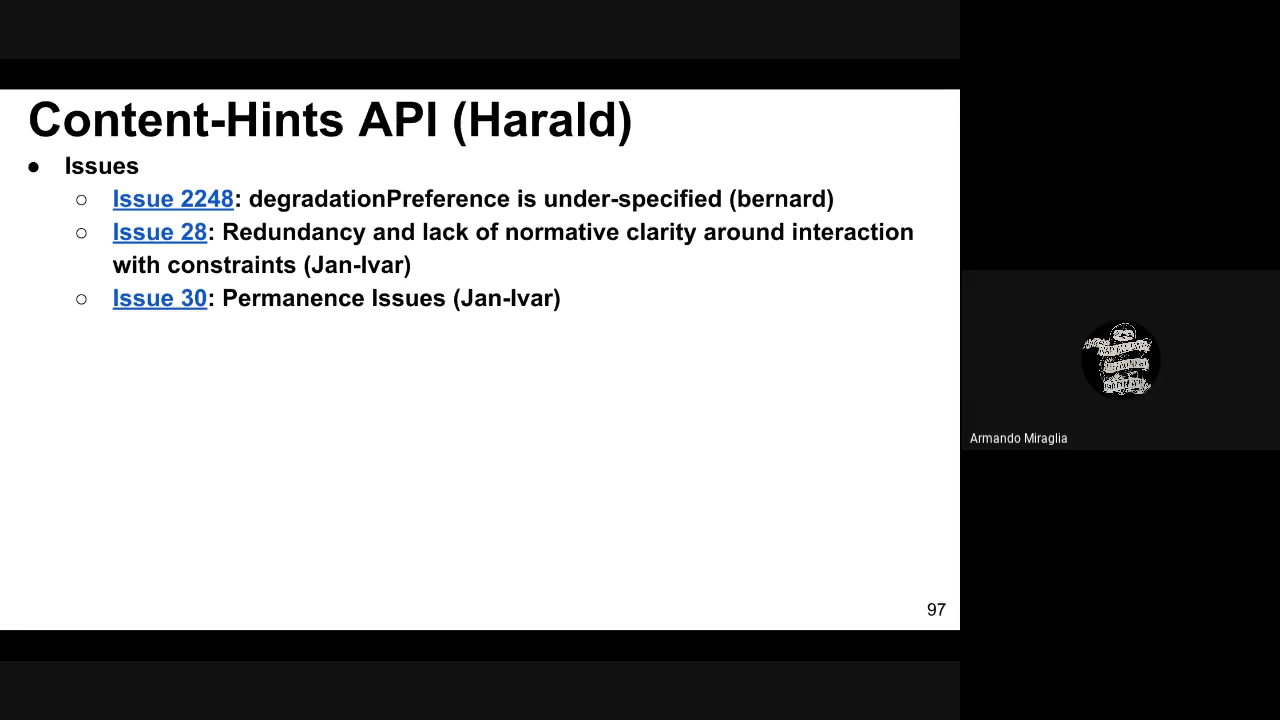 Content-Hints API (Harald)
● Issues
○ Issue 2248: degradationPreference is under-specified (bernard)
○ Issue 28: Redundancy and lack of normative clarity around interaction
with constraints (Jan-Ivar)
○ Issue 30: Permanence Issues (Jan-Ivar)
97
Armando Miraglia